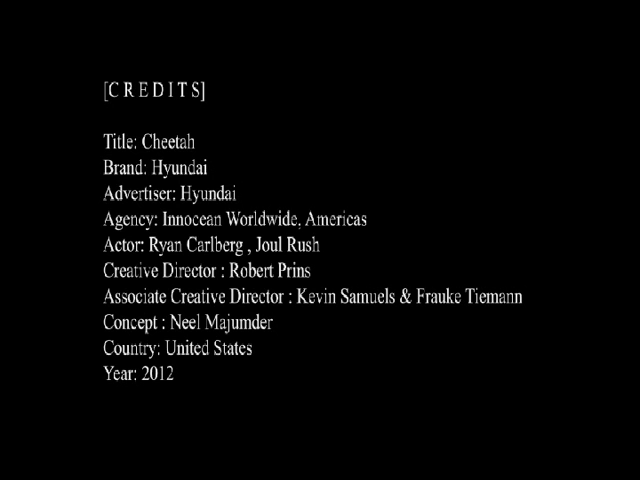 [C R E D I T S]
Title: Cheetah
Brand: Hyundai
Advertiser: Hyundai
Agency: Innocean Worldwide, Americas
Actor: Ryan Carlberg , Joul Rush
Creative Director : Robert Prins
Associate Creative Director : Kevin Samuels & Frauke Tiemann
Concept : Neel Majumder
Country: United States
Year: 2012